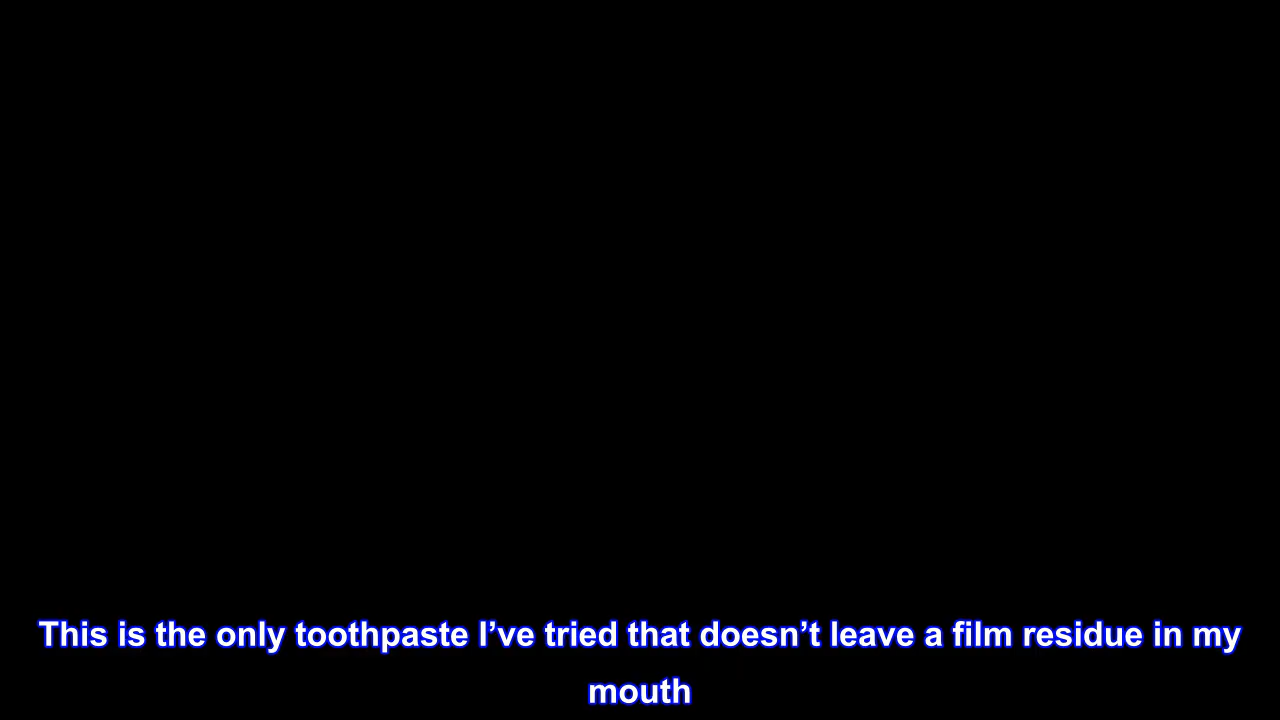 This is the only toothpaste I’ve tried that doesn’t leave a film residue in my
mouth